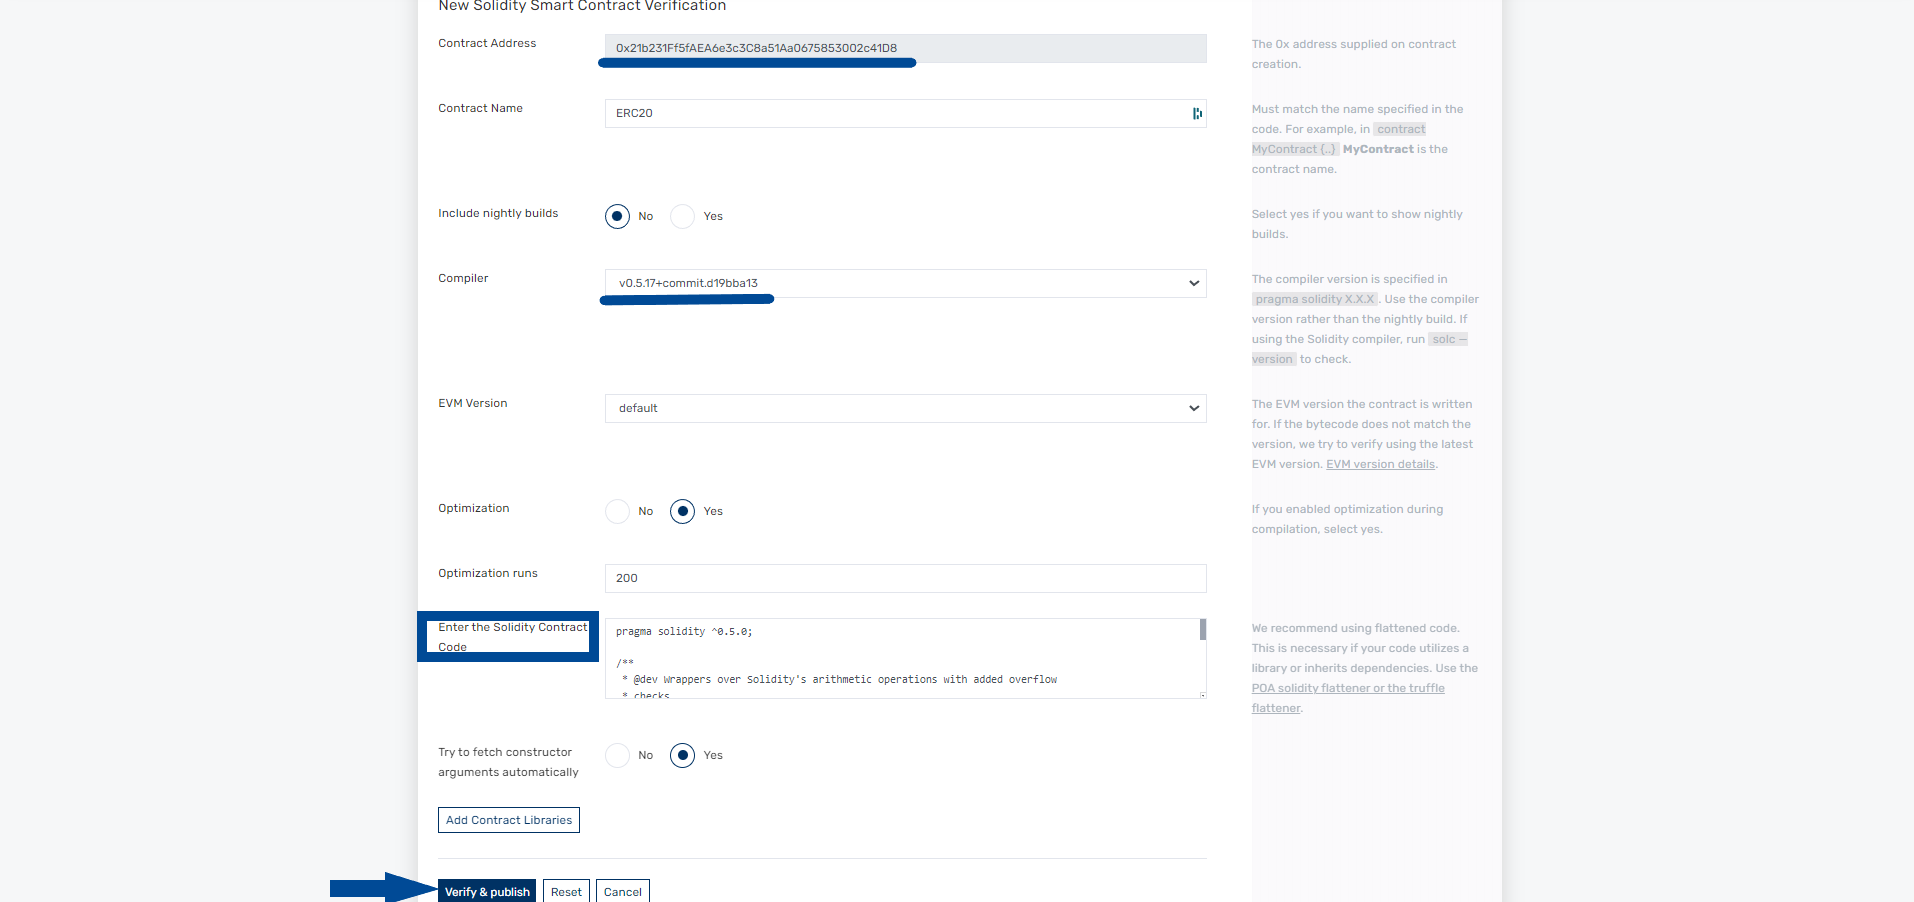 New Solidity Smart Contract Verification
Contract Address
0x21b231Ff5fAEA6e3c3C8a51Aa0675853002c41D8
The 0x address supplied on contract
creation.
Contract Name
ERC20
Must match the name specified in the
code. For example, in contract
MyContract {..} MyContract is the
contract name.
Include nightly builds
No
Yes
Select yes if you want to show nightly
builds.
Compiler
v0.5.17+commit.d19bba13
The compiler version is specified in
pragma solidity X.X.X . Use the compiler
version rather than the nightly build. If
using the Solidity compiler, run solc —
version to check.
EVM Version
default
The EVM version the contract is written
for. If the bytecode does not match the
version, we try to verify using the latest
EVM version. EVM version details.
Optimization
No
Yes
If you enabled optimization during
compilation, select yes.
Optimization runs
200
Enter the Solidity Contract
Code
pragma solidity ^0.5.0;
/**
* @dev Wrappers over Solidity's arithmetic operations with added overflow
* checks
We recommend using flattened code.
This is necessary if your code utilizes a
library or inherits dependencies. Use the
POA solidity flattener or the truffle
flattener.
Try to fetch constructor
arguments automatically
No
Yes
Add Contract Libraries
Verify & publish
Reset
Cancel